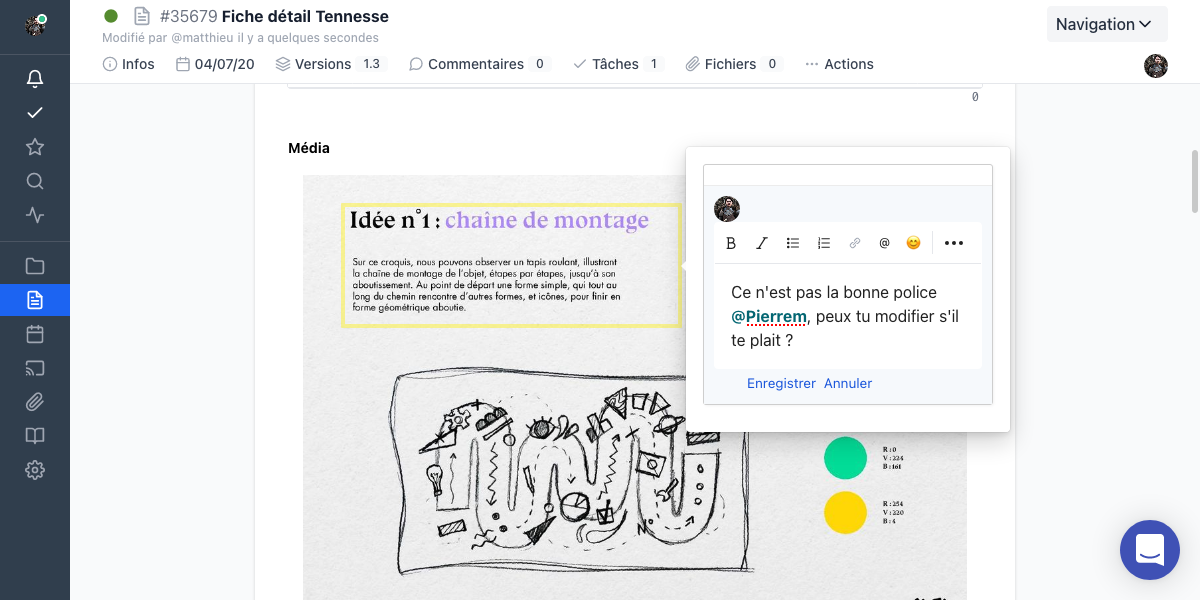 #35679 Fiche détail Tennesse
Navigation
Modifié par @matthieu il y a quelques secondes
Infos 04/07/20 Versions 1.3 Commentaires 0 Tâches 1 Fichiers 0 Actions
0
Média
Idée n°1 : chaîne de montage
Sur ce croquis, nous pouvons observer un tapis roulant, illustrant
la chaîne de montage de l'objet, étapes par étapes, jusqu'à son
aboutissement. Au point de départ une forme simple, qui tout au
long du chemin rencontre d'autres formes, et icônes, pour finir en
forme géométrique aboutie.
B I @
Ce n'est pas la bonne police
@Pierrem, peux tu modifier s'il
te plait ?
Enregistrer Annuler
R : 0
V : 224
B : 161
R : 254
V : 220
B : 4